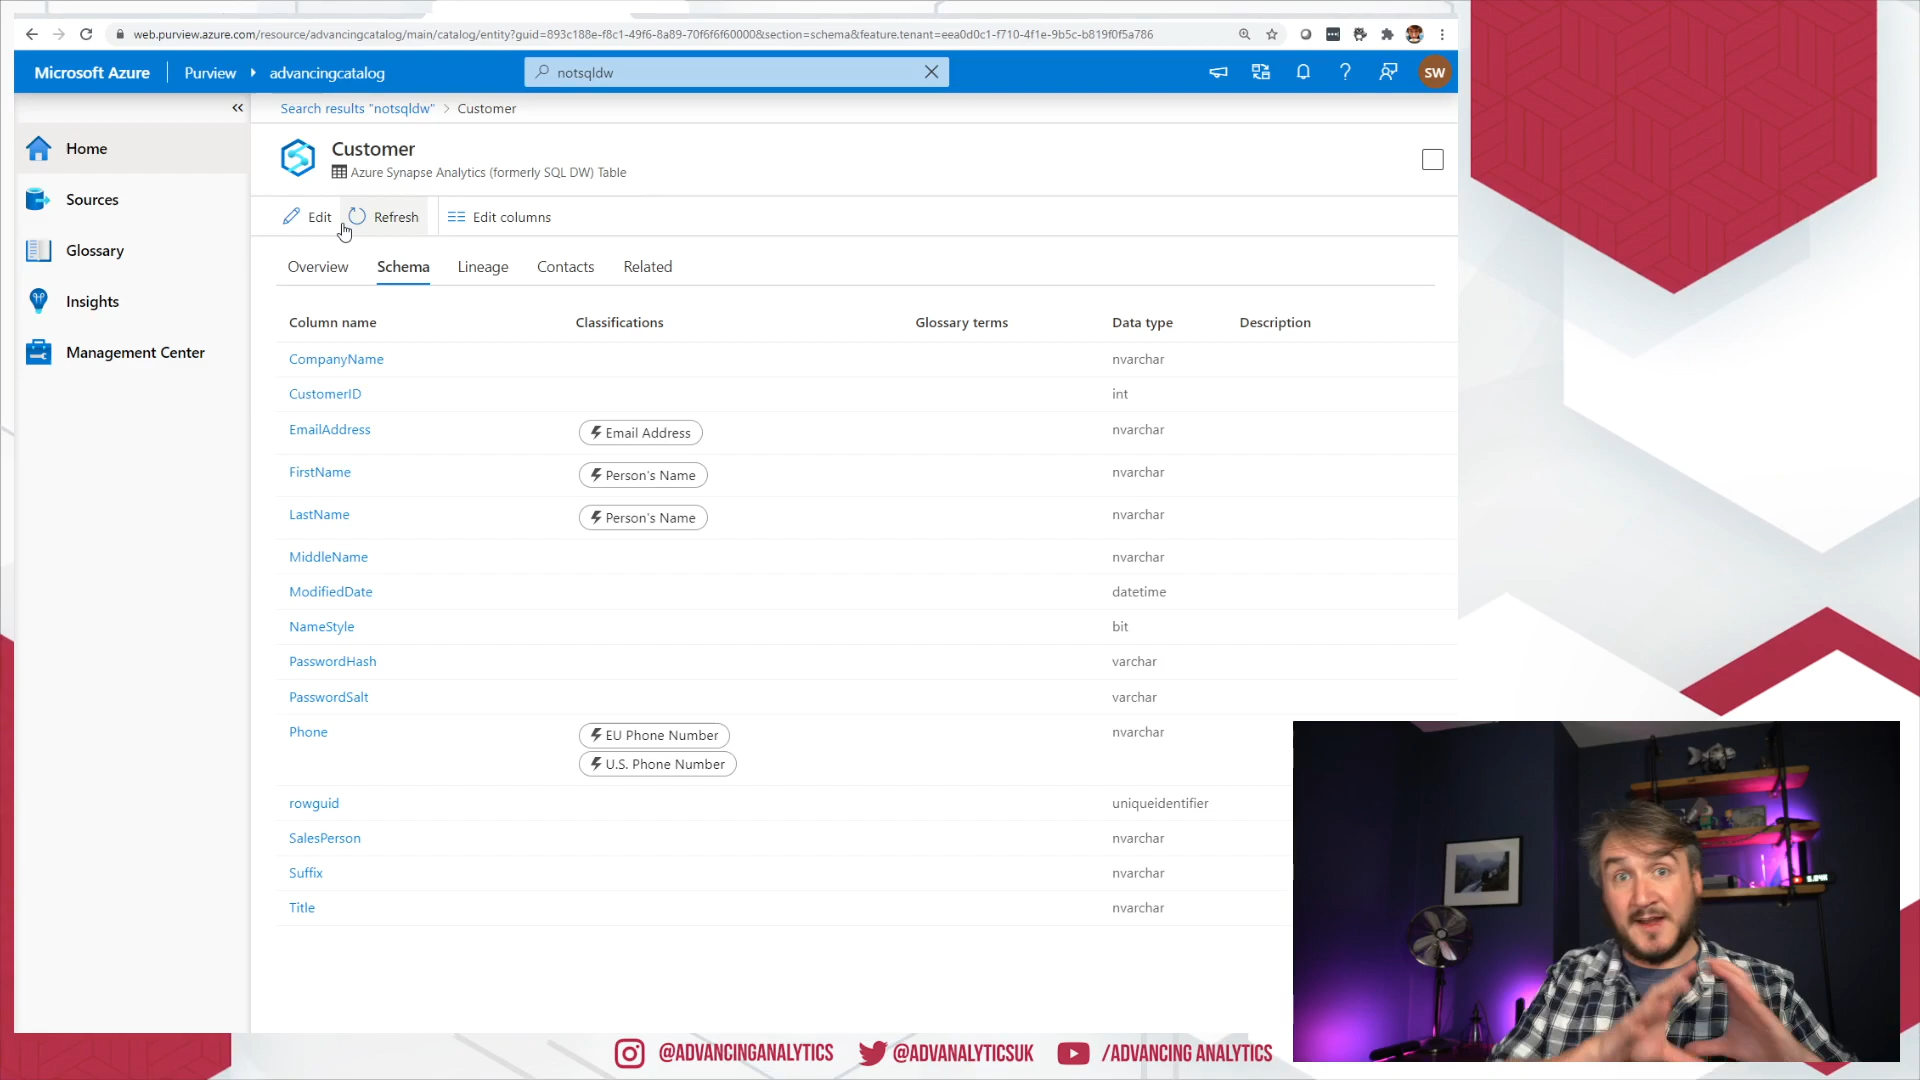 web.purview.azure.com/resource/advancingcatalog/main/catalog/entity?guid=893c188e-f8c1-49f6-8a89-70f6f6f60000&section=schema&feature.tenant=eea0d0c1-f710-4f1e-9b5c-b819f0f5a786
Microsoft Azure Purview advancingcatalog notsqldw SW
Search results "notsqldw" > Customer
Home
Sources
Glossary
Insights
Management Center
Customer
Azure Synapse Analytics (formerly SQL DW) Table
Edit Refresh Edit columns
Overview Schema Lineage Contacts Related
Column name Classifications Glossary terms Data type Description
CompanyName nvarchar
CustomerID int
EmailAddress Email Address nvarchar
FirstName Person's Name nvarchar
LastName Person's Name nvarchar
MiddleName nvarchar
ModifiedDate datetime
NameStyle bit
PasswordHash varchar
PasswordSalt varchar
Phone EU Phone Number nvarchar
U.S. Phone Number
rowguid uniqueidentifier
SalesPerson nvarchar
Suffix nvarchar
Title nvarchar
@ADVANCINGANALYTICS @ADVANALYTICSUK /ADVANCING ANALYTICS